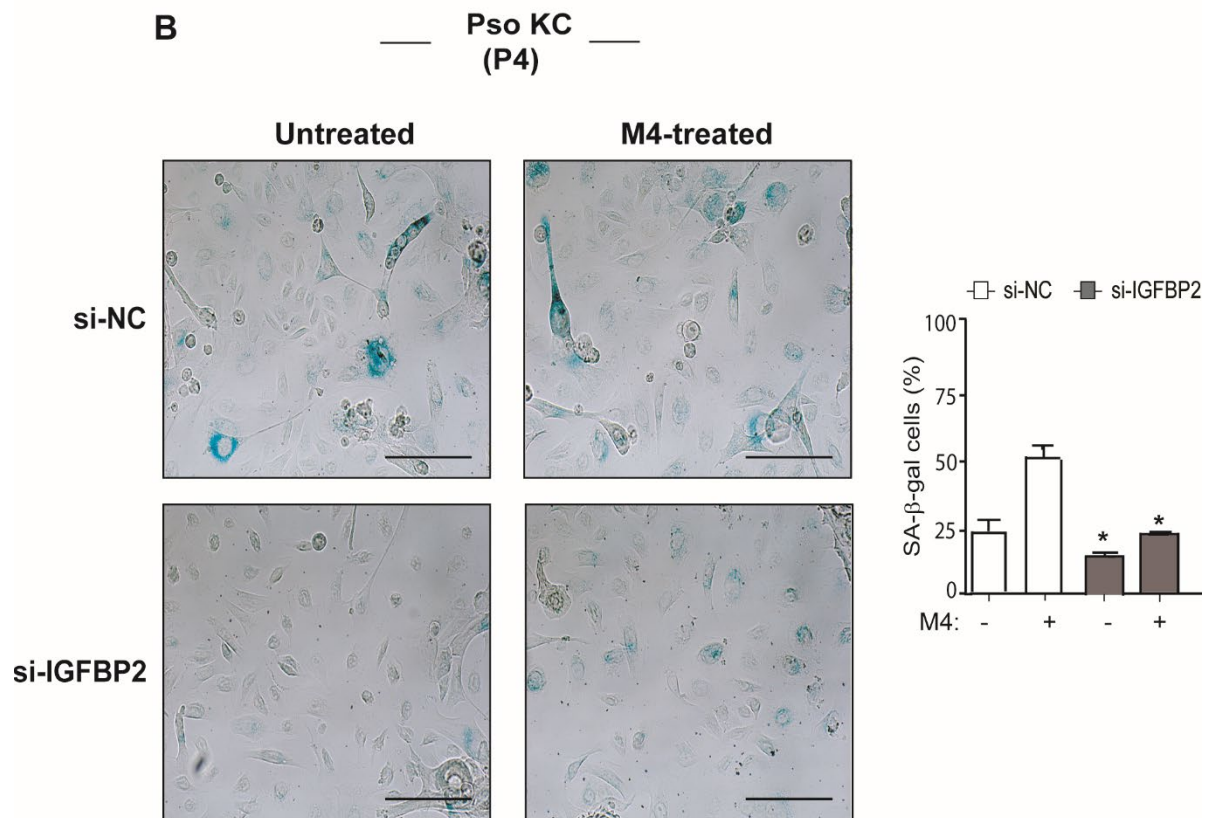 B
Pso KC
(P4)
Untreated
M4-treated
si-NC
si-IGFBP2
si-NC si-IGFBP2
100
75
50
25
0
SA-β-gal cells (%)
* *
M4: - + - +